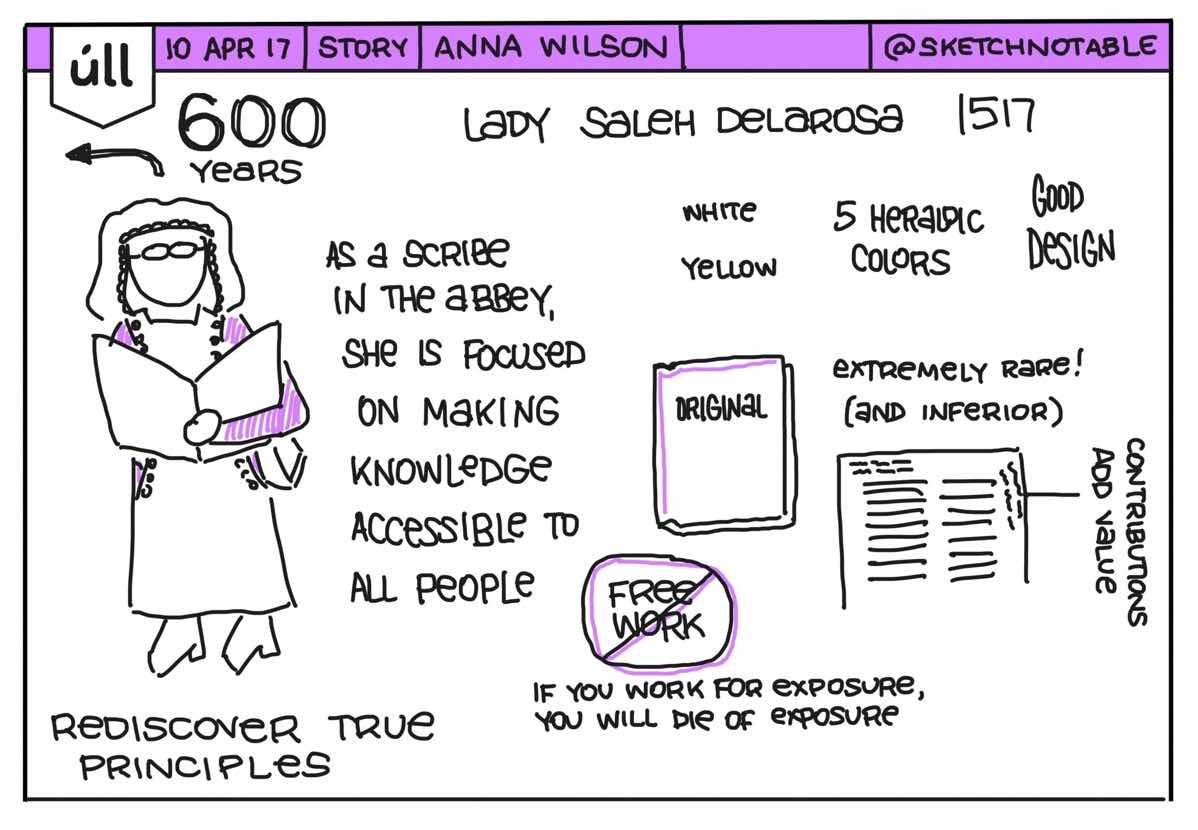 úll
10 APR 17
STORY
ANNA WILSON
@SKETCHNOTABLE
600
YEARS
LADY SALEH DELAROSA 1517
AS A SCRIBE
IN THE ABBEY,
SHE IS FOCUSED
ON MAKING
KNOWLEDGE
ACCESSIBLE TO
ALL PEOPLE
WHITE
YELLOW
5 HERALDIC
COLORS
GOOD
DESIGN
ORIGINAL
EXTREMELY RARE!
(AND INFERIOR)
CONTRIBUTIONS
ADD VALUE
FREE
WORK
IF YOU WORK FOR EXPOSURE,
YOU WILL DIE OF EXPOSURE
REDISCOVER TRUE
PRINCIPLES